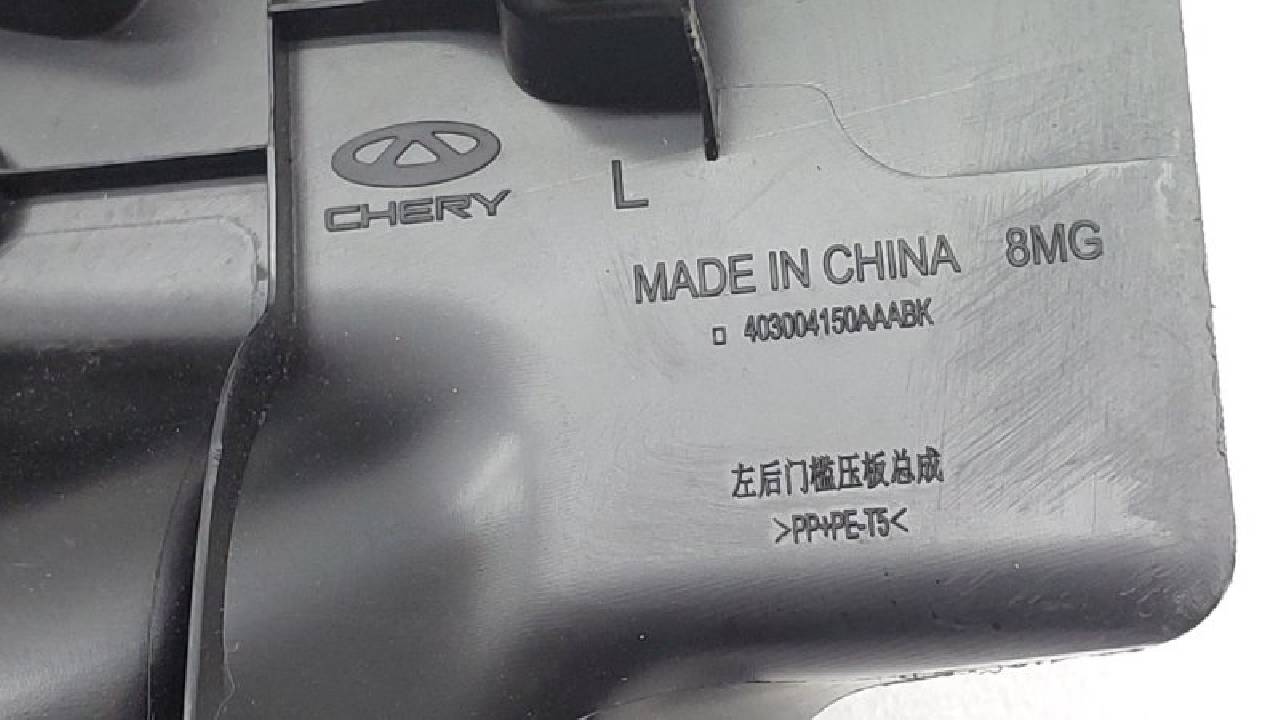 CHERY
L
MADE IN CHINA 8MG
403004150AAABK
左后门槛压板总成
>PP+PE-T5<